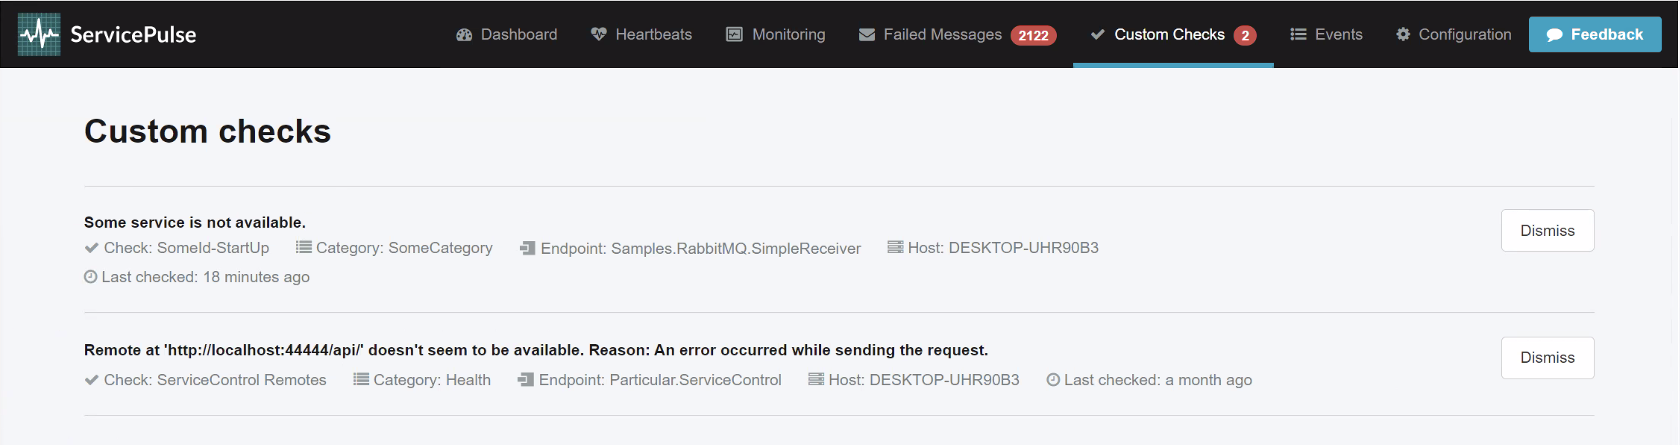 ServicePulse Dashboard Heartbeats Monitoring Failed Messages 2122 Custom Checks 2 Events Configuration Feedback
Custom checks
Some service is not available.
Dismiss
Check: SomeId-StartUp Category: SomeCategory Endpoint: Samples.RabbitMQ.SimpleReceiver Host: DESKTOP-UHR90B3
Last checked: 18 minutes ago
Remote at 'http://localhost:44444/api/' doesn't seem to be available. Reason: An error occurred while sending the request.
Dismiss
Check: ServiceControl Remotes Category: Health Endpoint: Particular.ServiceControl Host: DESKTOP-UHR90B3 Last checked: a month ago